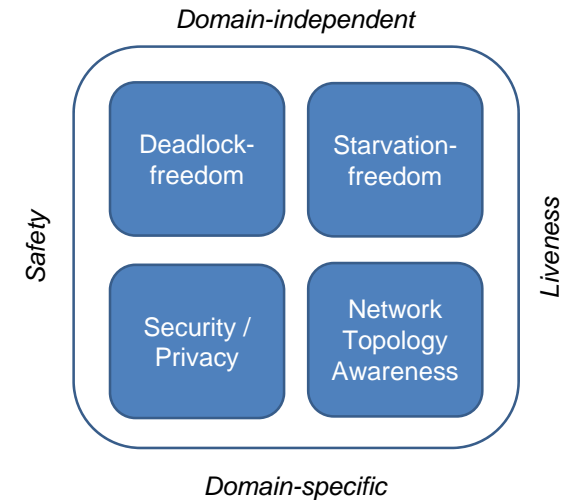 Domain-independent
Deadlock-
freedom
Starvation-
freedom
Safety
Liveness
Security /
Privacy
Network
Topology
Awareness
Domain-specific